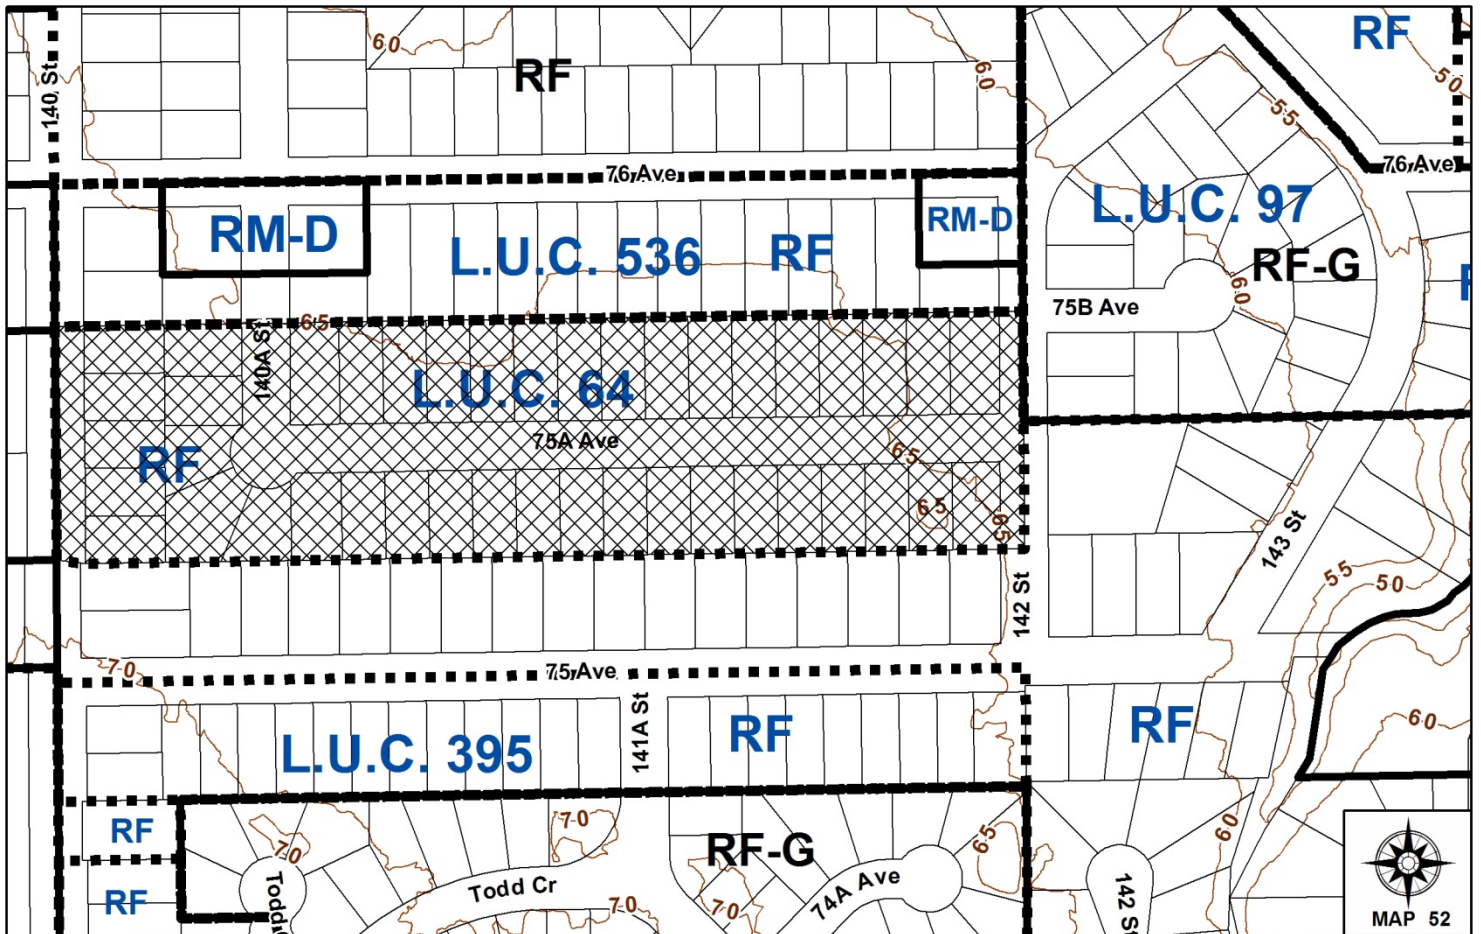 RF
60
RF
140 St
60
50
55
76 Ave
76 Ave
L.U.C. 97
RM-D
RM-D
L.U.C. 536
RF
RF-G
60
75B Ave
65
140A St
L.U.C. 64
75A Ave
RF
65
65
65
143 St
55
50
142 St
70
75 Ave
141A St
RF
RF
60
L.U.C. 395
RF
70
60
RF-G
65
70
Todd Cr
74A Ave
142 St
RF
Todd
70
70
MAP 52